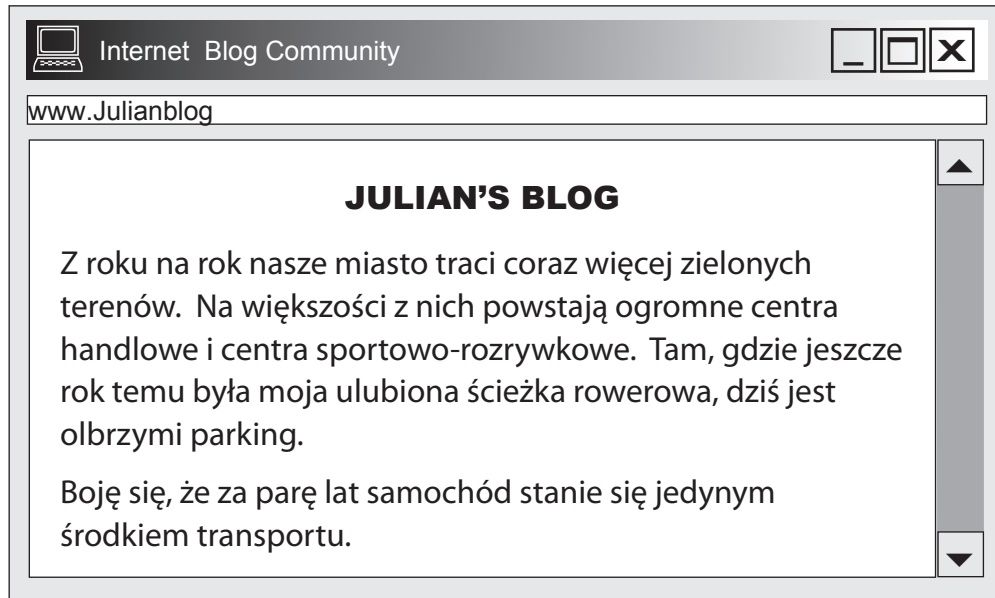 Internet Blog Community
www.Julianblog
JULIAN’S BLOG
Z roku na rok nasze miasto traci coraz więcej zielonych
terenów. Na większości z nich powstają ogromne centra
handlowe i centra sportowo-rozrywkowe. Tam, gdzie jeszcze
rok temu była moja ulubiona ścieżka rowerowa, dziś jest
olbrzymi parking.
Boję się, że za parę lat samochód stanie się jedynym
środkiem transportu.